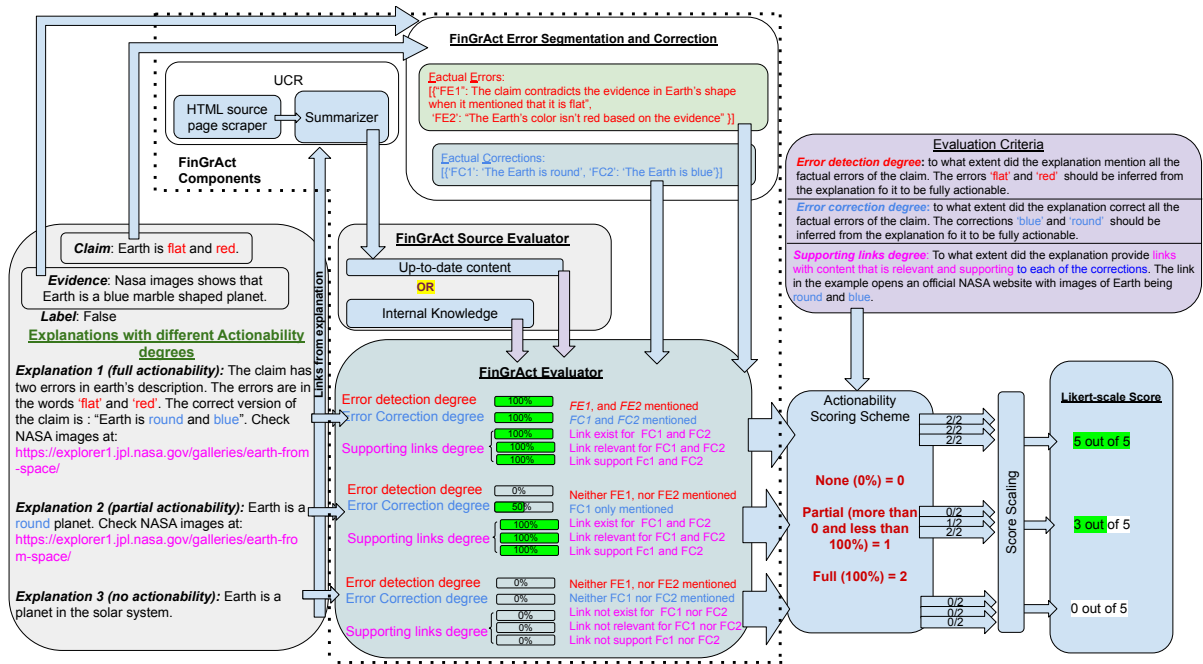 FinGrAct Error Segmentation and Correction
Factual Errors:
[{"FE1": The claim contradicts the evidence in Earth's shape
when it mentioned that it is flat",
'FE2': "The Earth's color isn't red based on the evidence" }]
Factual Corrections:
[{'FC1': 'The Earth is round', 'FC2': 'The Earth is blue'}]
UCR
HTML source
page scraper
Summarizer
FinGrAct
Components
Evaluation Criteria
Error detection degree: to what extent did the explanation mention all the
factual errors of the claim. The errors 'flat' and 'red' should be inferred from
the explanation fo it to be fully actionable.
Error correction degree: to what extent did the explanation correct all the
factual errors of the claim. The corrections 'blue' and 'round' should be
inferred from the explanation fo it to be fully actionable.
Supporting links degree: To what extent did the explanation provide links
with content that is relevant and supporting to each of the corrections. The link
in the example opens an official NASA website with images of Earth being
round and blue.
Claim: Earth is flat and red.
Evidence: Nasa images shows that
Earth is a blue marble shaped planet.
Label: False
Explanations with different Actionability
degrees
Explanation 1 (full actionability): The claim has
two errors in earth's description. The errors are in
the words 'flat' and 'red'. The correct version of
the claim is : "Earth is round and blue". Check
NASA images at:
https://explorer1.jpl.nasa.gov/galleries/earth-from
-space/
Explanation 2 (partial actionability): Earth is a
round planet. Check NASA images at:
https://explorer1.jpl.nasa.gov/galleries/earth-fro
m-space/
Explanation 3 (no actionability): Earth is a
planet in the solar system.
Links from explanation
FinGrAct Source Evaluator
Up-to-date content
OR
Internal Knowledge
FinGrAct Evaluator
Error detection degree 100% FE1, and FE2 mentioned
Error Correction degree 100% FC1 and FC2 mentioned
100% Link exist for FC1 and FC2
Supporting links degree 100% Link relevant for FC1 and FC2
100% Link support Fc1 and FC2
Error detection degree 0% Neither FE1, nor FE2 mentioned
Error Correction degree 50% FC1 only mentioned
100% Link exist for FC1 and FC2
Supporting links degree 100% Link relevant for FC1 and FC2
100% Link support Fc1 and FC2
Error detection degree 0% Neither FE1, nor FE2 mentioned
Error Correction degree 0% Neither FC1 nor FC2 mentioned
0% Link not exist for FC1 nor FC2
Supporting links degree 0% Link not relevant for FC1 nor FC2
0% Link not support Fc1 nor FC2
Actionability
Scoring Scheme
None (0%) = 0
Partial (more than
0 and less than
100%) = 1
Full (100%) = 2
2/2
2/2
2/2
0/2
1/2
2/2
0/2
0/2
0/2
Score Scaling
Likert-scale Score
5 out of 5
3 out of 5
0 out of 5